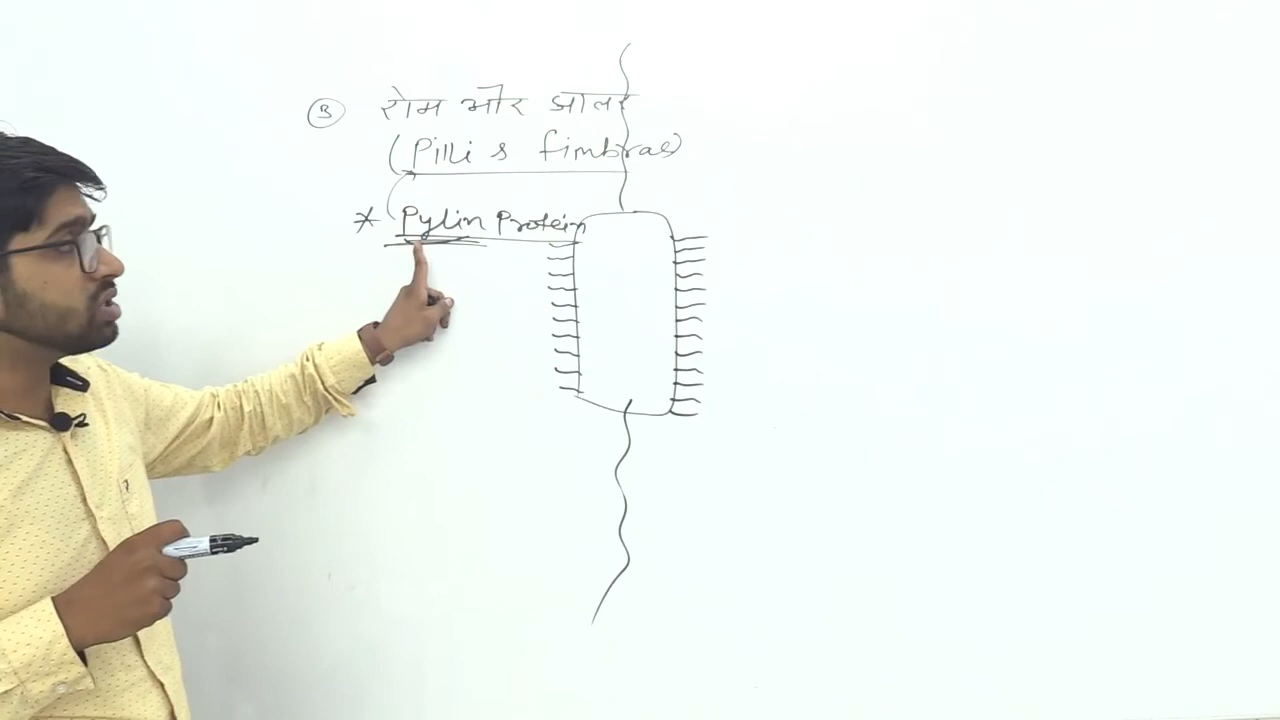 ③ रोम और झालर
(Pilli & fimbrae)
* Pylin Protein